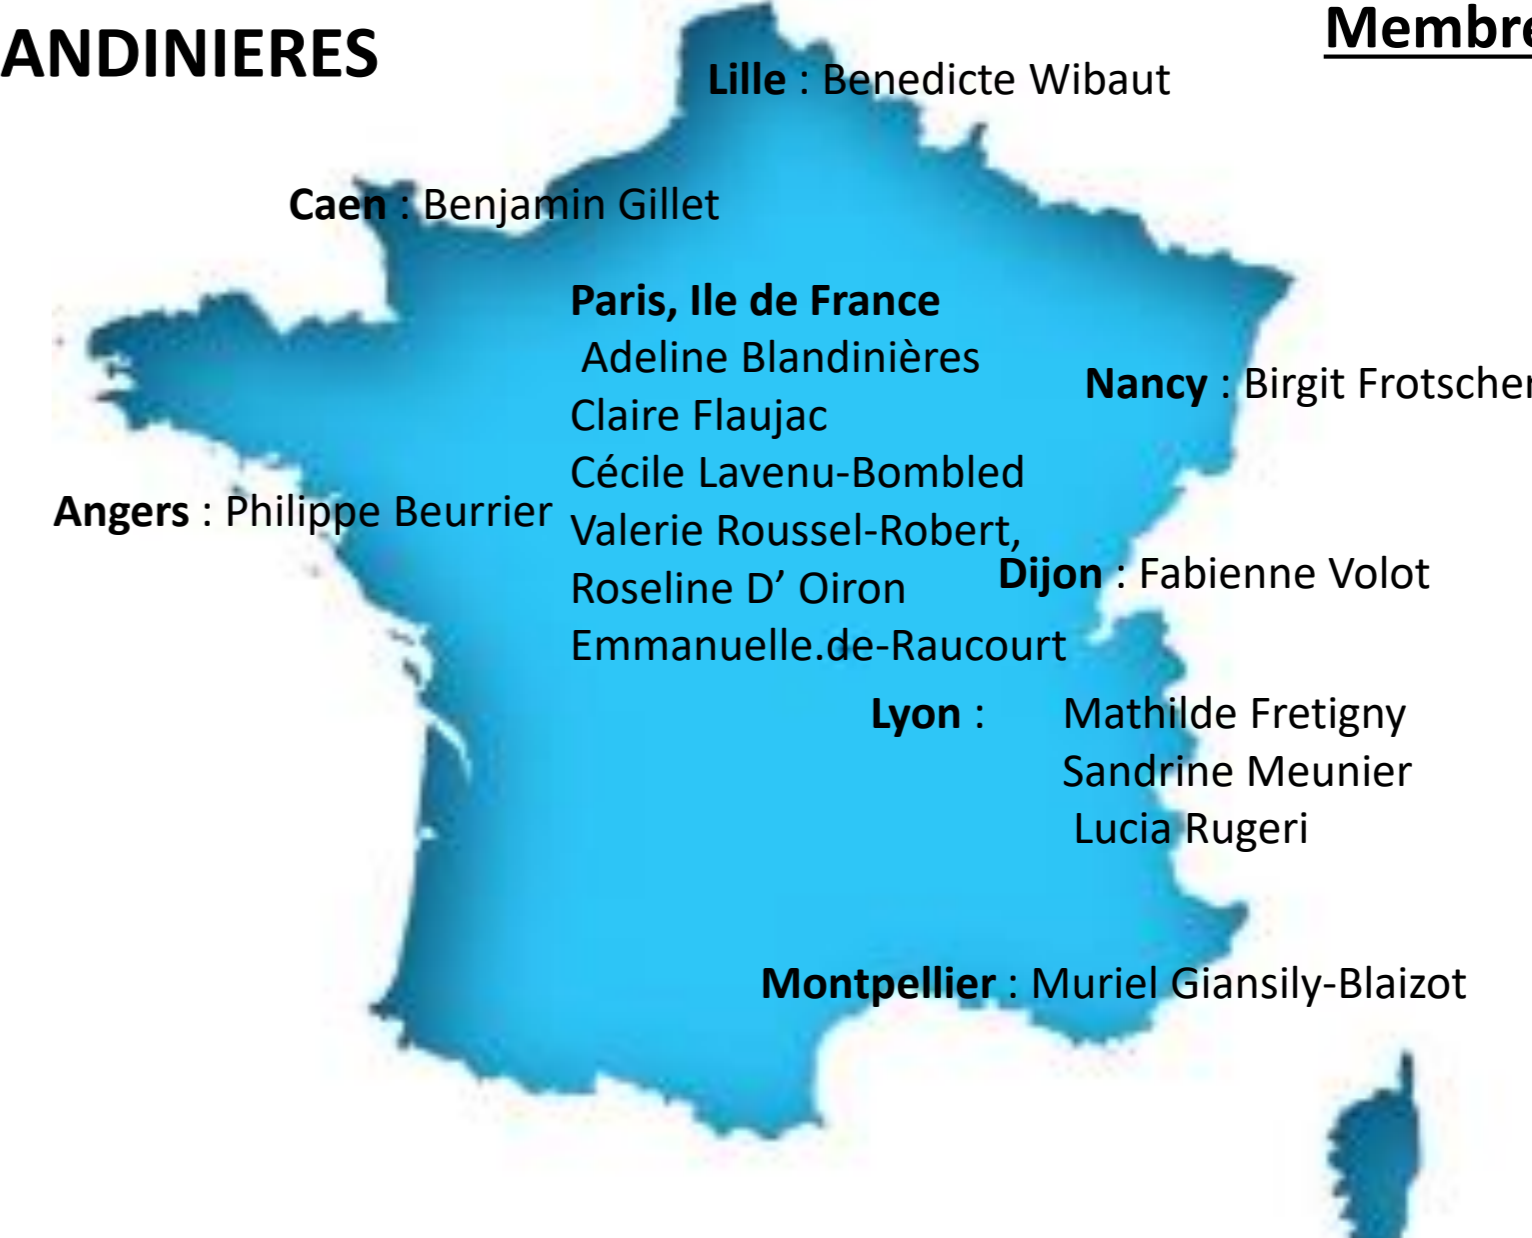 ANDINIERES
Membre
Lille : Benedicte Wibaut
Caen : Benjamin Gillet
Paris, Ile de France
Adeline Blandinières
Claire Flaujac
Cécile Lavenu-Bombled
Valerie Roussel-Robert,
Roseline D’ Oiron
Emmanuelle.de-Raucourt
Nancy : Birgit Frotscher
Angers : Philippe Beurrier
Dijon : Fabienne Volot
Lyon : Mathilde Fretigny
Sandrine Meunier
Lucia Rugeri
Montpellier : Muriel Giansily-Blaizot